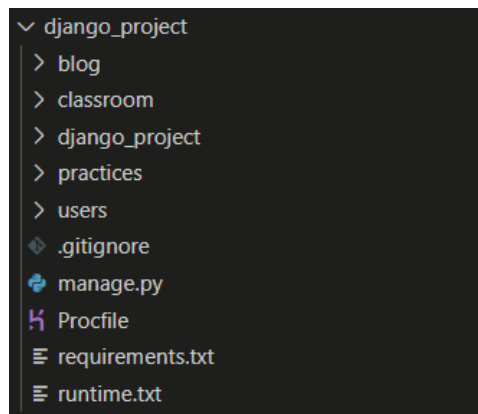 django_project
blog
classroom
django_project
practices
users
.gitignore
manage.py
Procfile
requirements.txt
runtime.txt